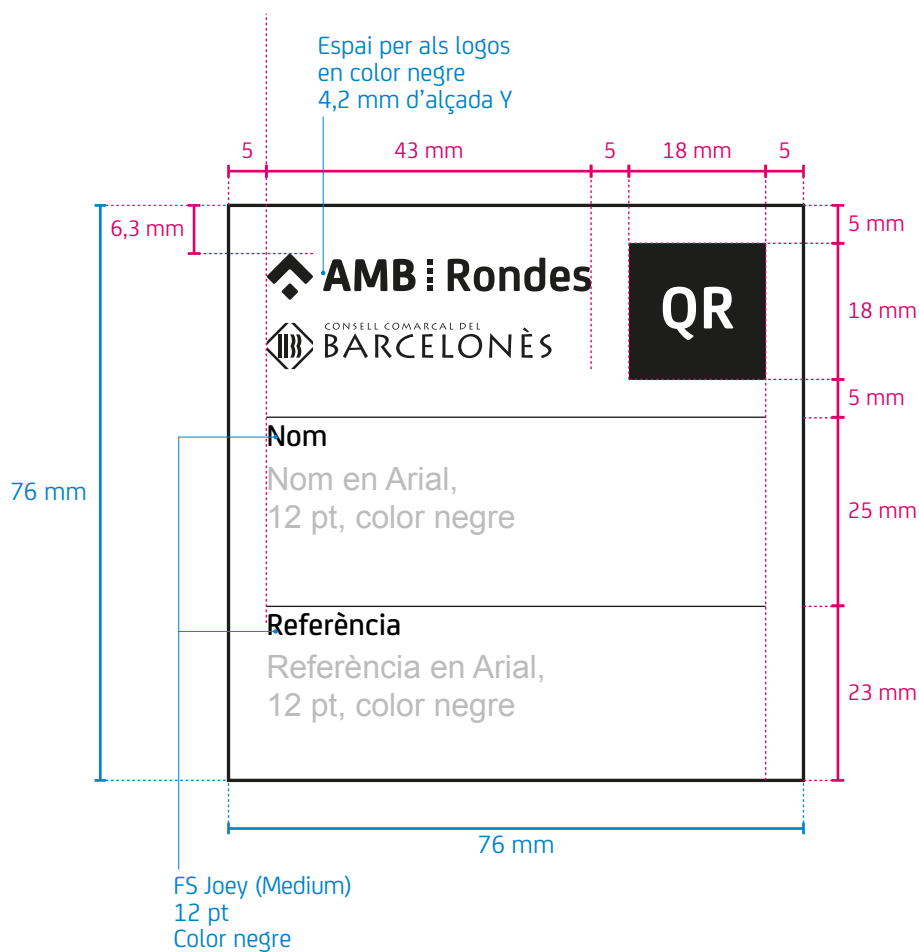 Espai per als logos
en color negre
4,2 mm d’alçada Y
5
43 mm
5
18 mm
5
6,3 mm
5 mm
AMB Rondes
QR
18 mm
CONSELL COMARCAL DEL
BARCELONÈS
5 mm
Nom
Nom en Arial,
12 pt, color negre
76 mm
25 mm
Referència
Referència en Arial,
12 pt, color negre
23 mm
76 mm
FS Joey (Medium)
12 pt
Color negre